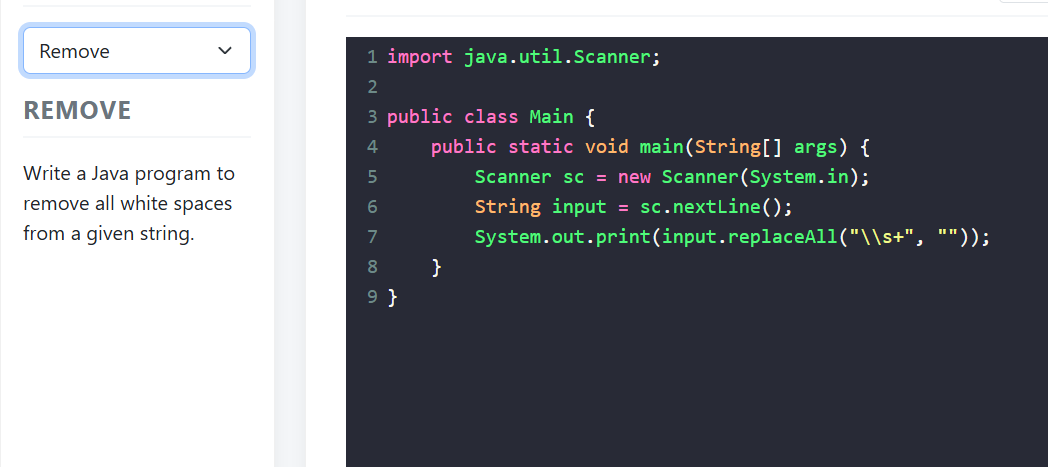 Remove
REMOVE
Write a Java program to
remove all white spaces
from a given string.
1 import java.util.Scanner;
2
3 public class Main {
4     public static void main(String[] args) {
5         Scanner sc = new Scanner(System.in);
6         String input = sc.nextLine();
7         System.out.print(input.replaceAll("\\s+", ""));
8     }
9 }